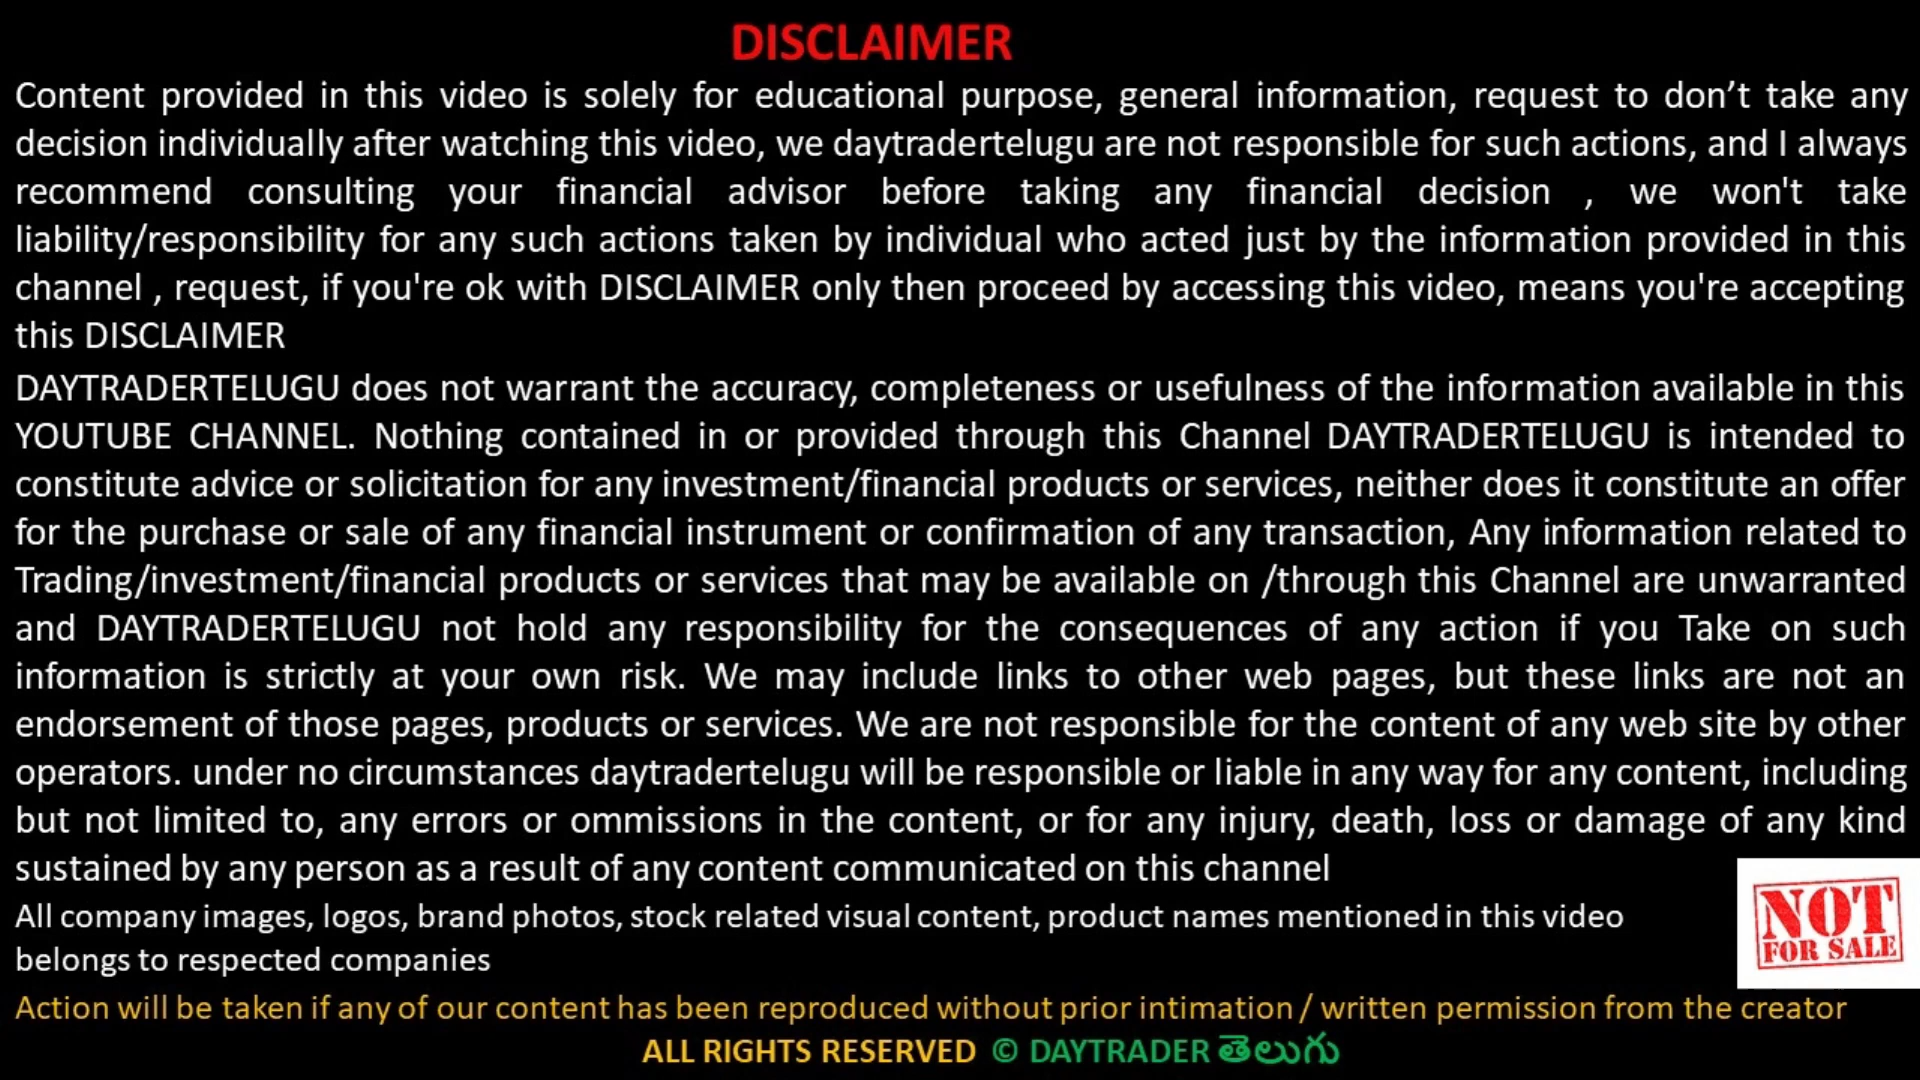 DISCLAIMER
Content provided in this video is solely for educational purpose, general information, request to don’t take any
decision individually after watching this video, we daytradertelugu are not responsible for such actions, and I always
recommend consulting your financial advisor before taking any financial decision , we won't take
liability/responsibility for any such actions taken by individual who acted just by the information provided in this
channel , request, if you're ok with DISCLAIMER only then proceed by accessing this video, means you're accepting
this DISCLAIMER
DAYTRADERTELUGU does not warrant the accuracy, completeness or usefulness of the information available in this
YOUTUBE CHANNEL. Nothing contained in or provided through this Channel DAYTRADERTELUGU is intended to
constitute advice or solicitation for any investment/financial products or services, neither does it constitute an offer
for the purchase or sale of any financial instrument or confirmation of any transaction, Any information related to
Trading/investment/financial products or services that may be available on /through this Channel are unwarranted
and DAYTRADERTELUGU not hold any responsibility for the consequences of any action if you Take on such
information is strictly at your own risk. We may include links to other web pages, but these links are not an
endorsement of those pages, products or services. We are not responsible for the content of any web site by other
operators. under no circumstances daytradertelugu will be responsible or liable in any way for any content, including
but not limited to, any errors or ommissions in the content, or for any injury, death, loss or damage of any kind
sustained by any person as a result of any content communicated on this channel
All company images, logos, brand photos, stock related visual content, product names mentioned in this video
belongs to respected companies
NOT
FOR SALE
Action will be taken if any of our content has been reproduced without prior intimation / written permission from the creator
ALL RIGHTS RESERVED © DAYTRADER తెలుగు